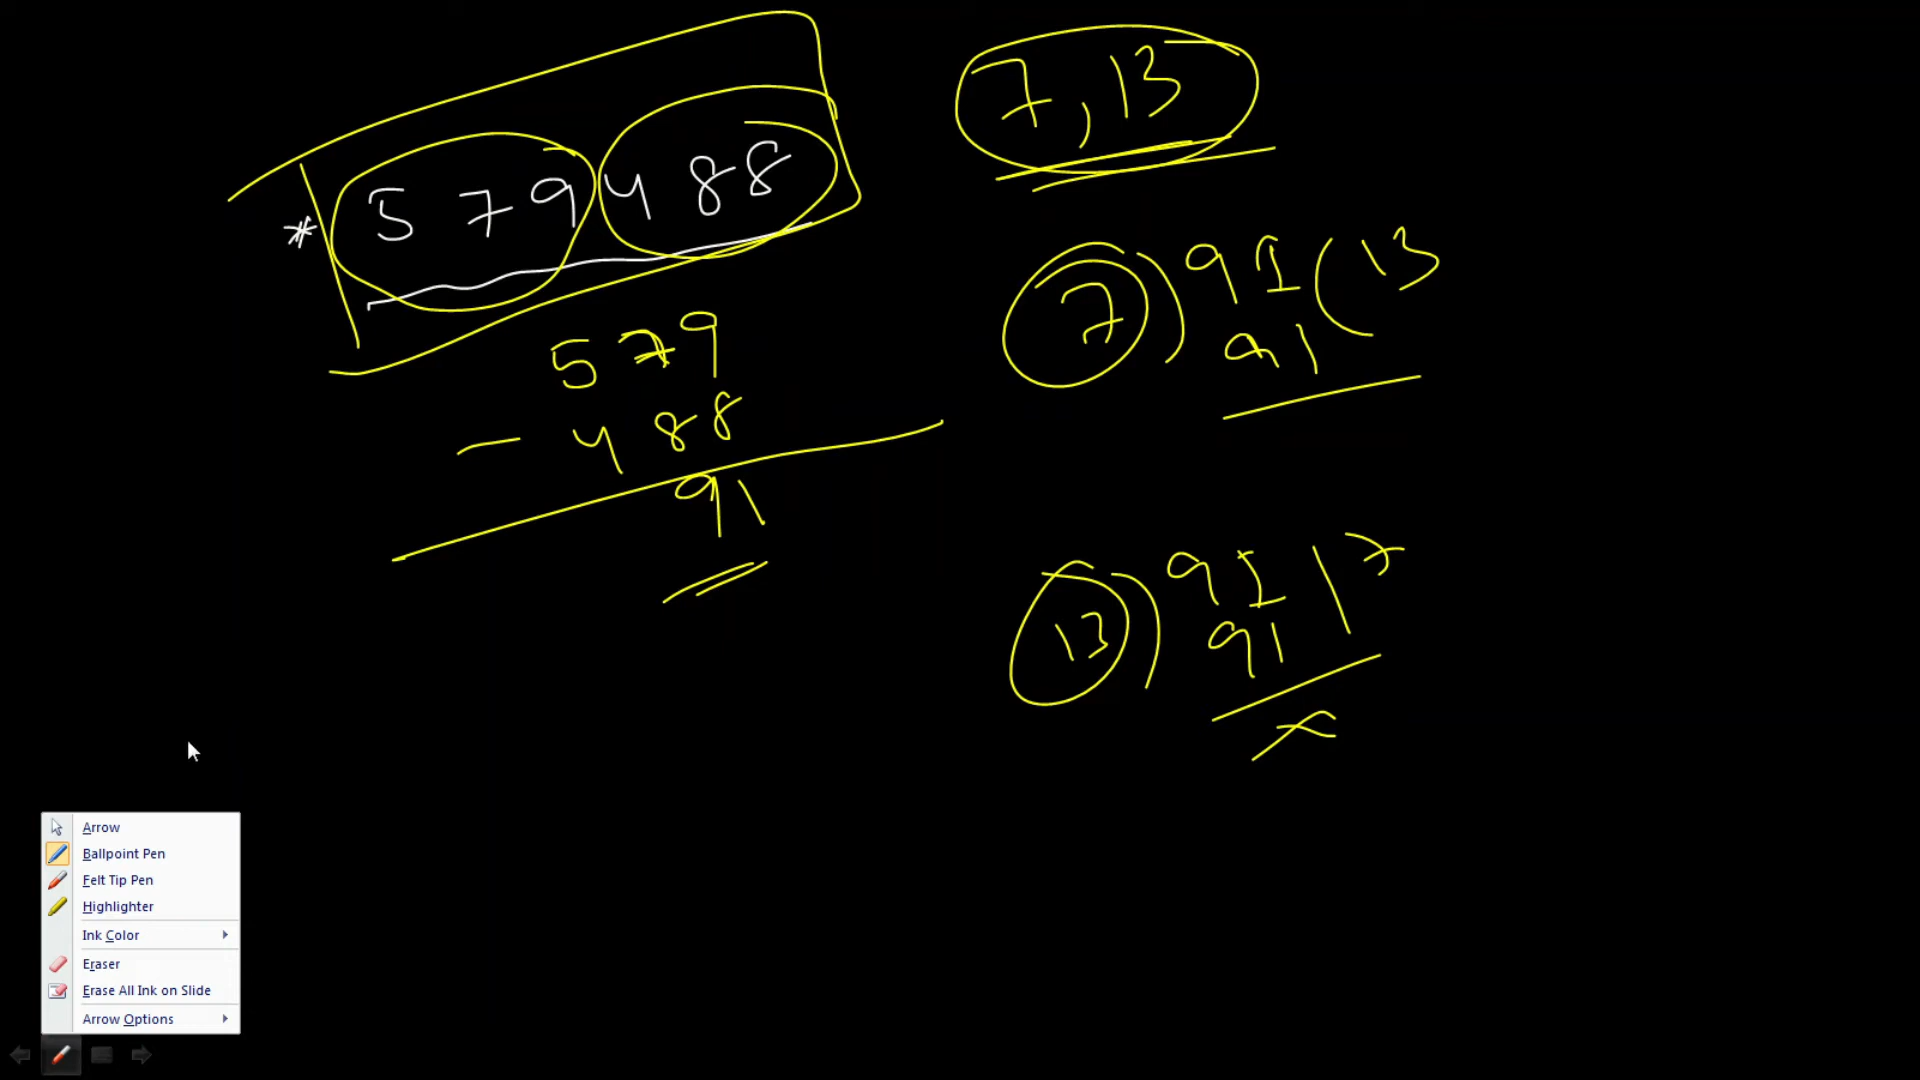 * 579488
579
- 488
91
7, 13
7 ) 91 ( 13
91
13 ) 91 | 7
91
x
Arrow
Ballpoint Pen
Felt Tip Pen
Highlighter
Ink Color
Eraser
Erase All Ink on Slide
Arrow Options